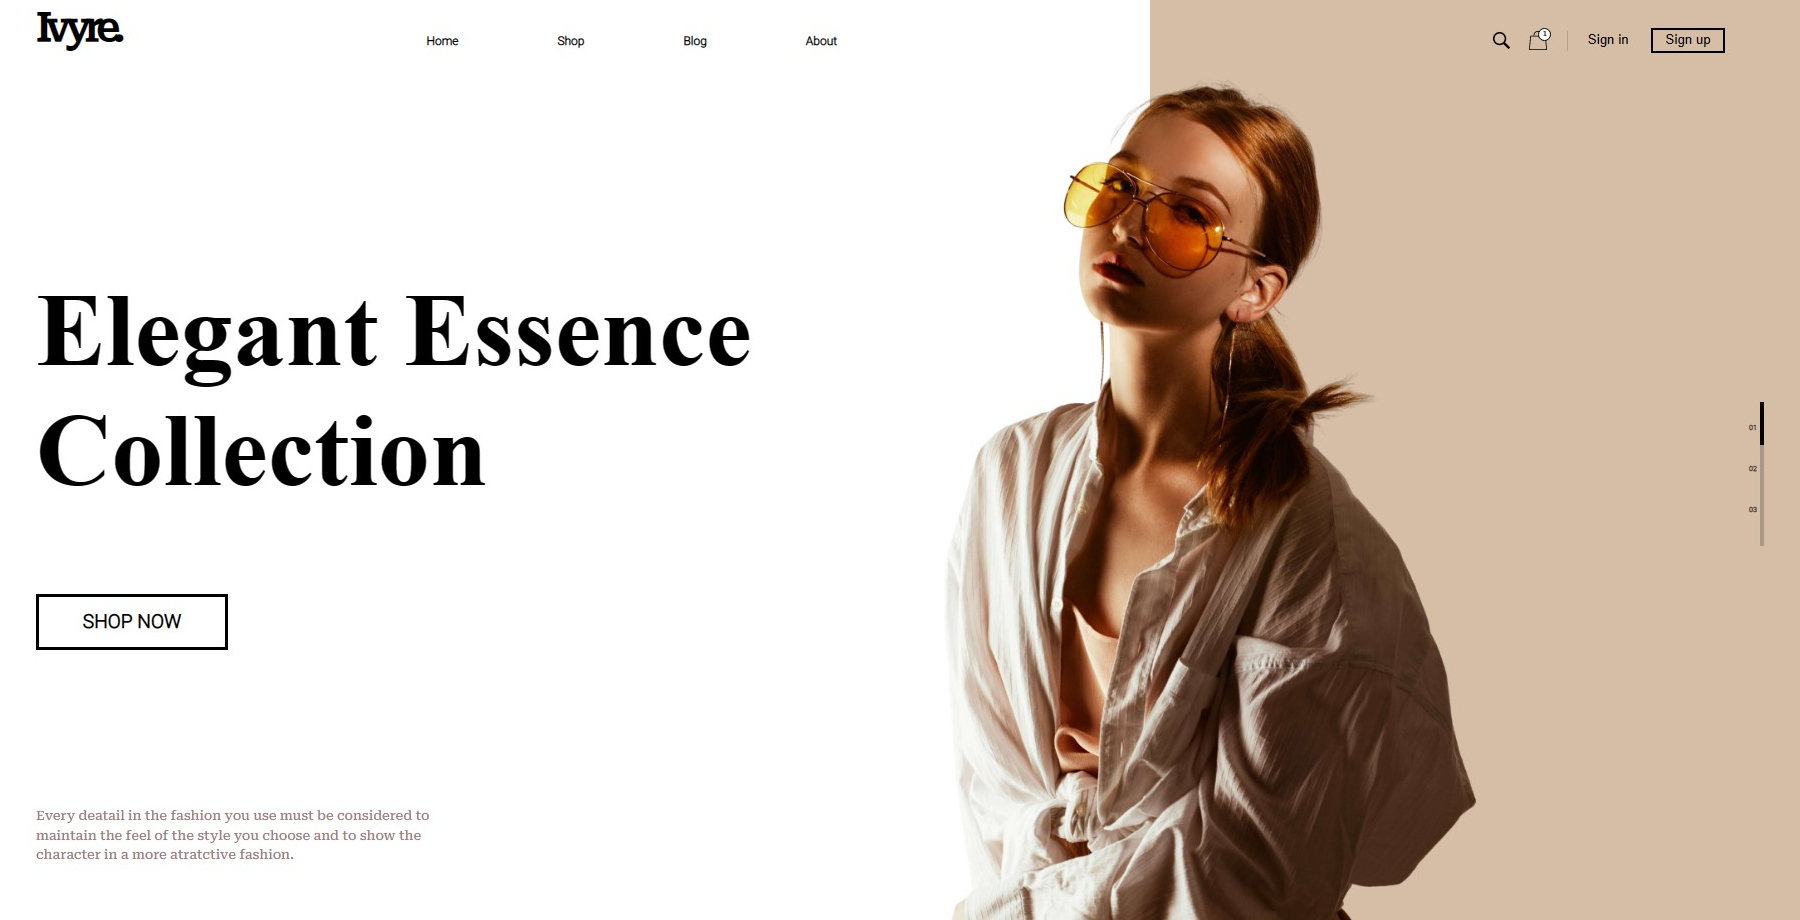 Ivyre.
Home Shop Blog About
1
Sign in
Sign up
Elegant Essence
Collection
01
02
03
SHOP NOW
Every deatail in the fashion you use must be considered to
maintain the feel of the style you choose and to show the
character in a more atratctive fashion.